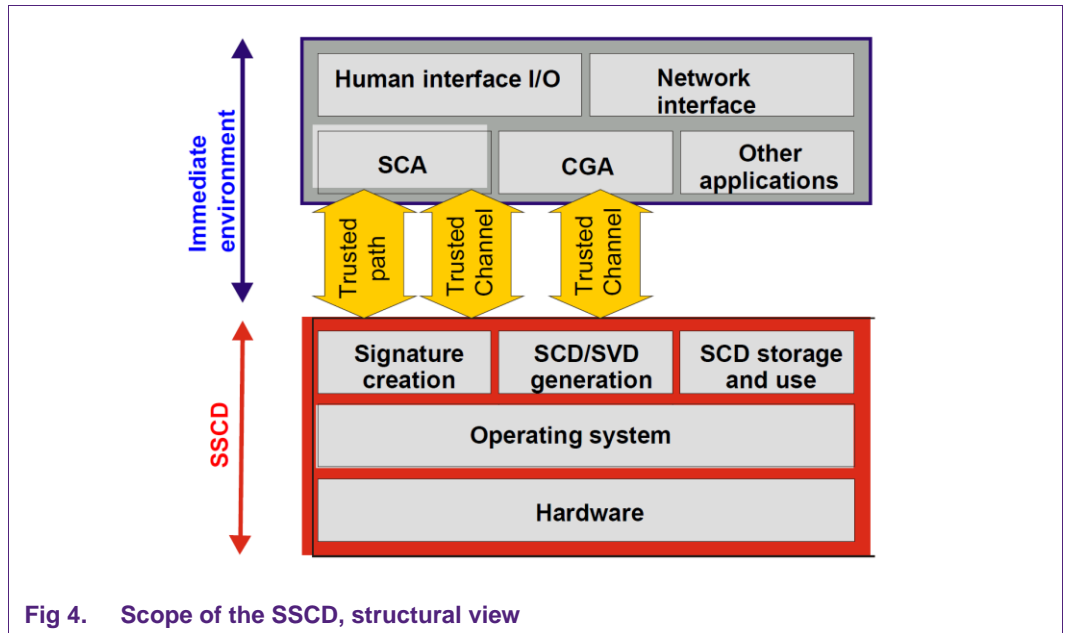 Immediate
environment
Human interface I/O
Network
interface
SCA
CGA
Other
applications
Trusted
path
Trusted
Channel
Trusted
Channel
SSCD
Signature
creation
SCD/SVD
generation
SCD storage
and use
Operating system
Hardware
Fig 4. Scope of the SSCD, structural view